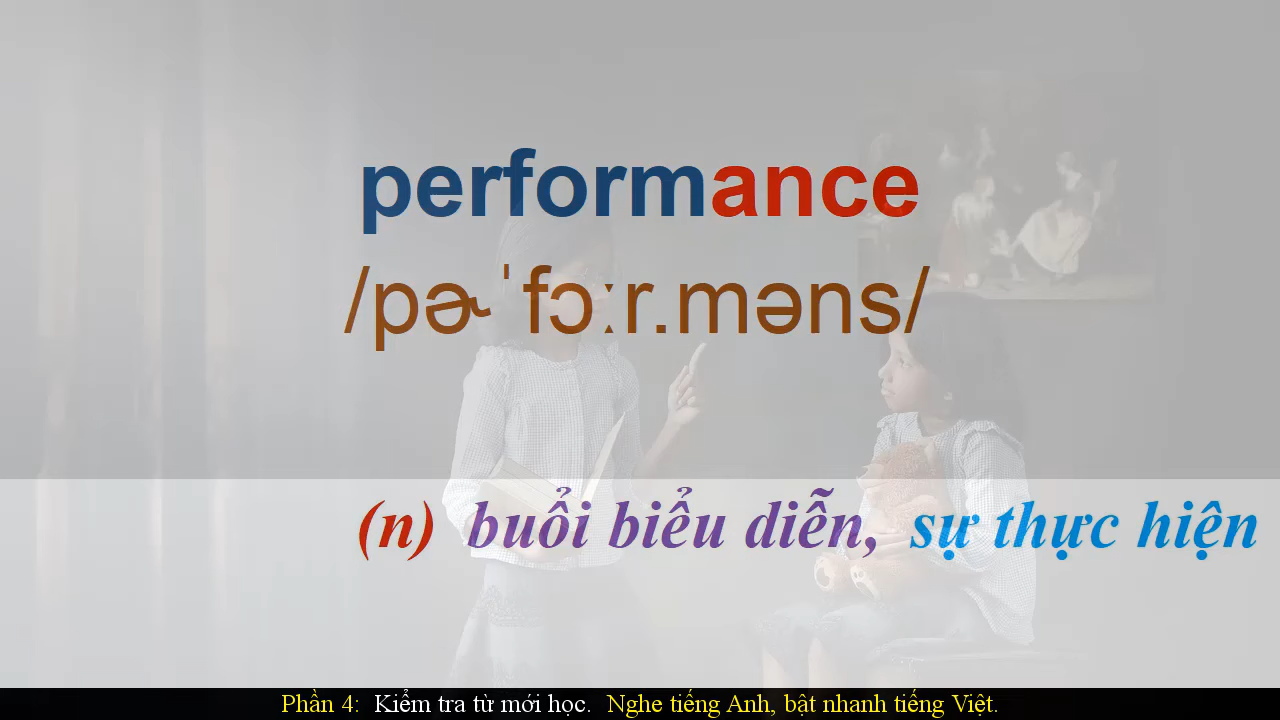 performance
/pɚˈfɔːr.məns/
(n) buổi biểu diễn, sự thực hiện
Phần 4: Kiểm tra từ mới học. Nghe tiếng Anh, bật nhanh tiếng Việt.